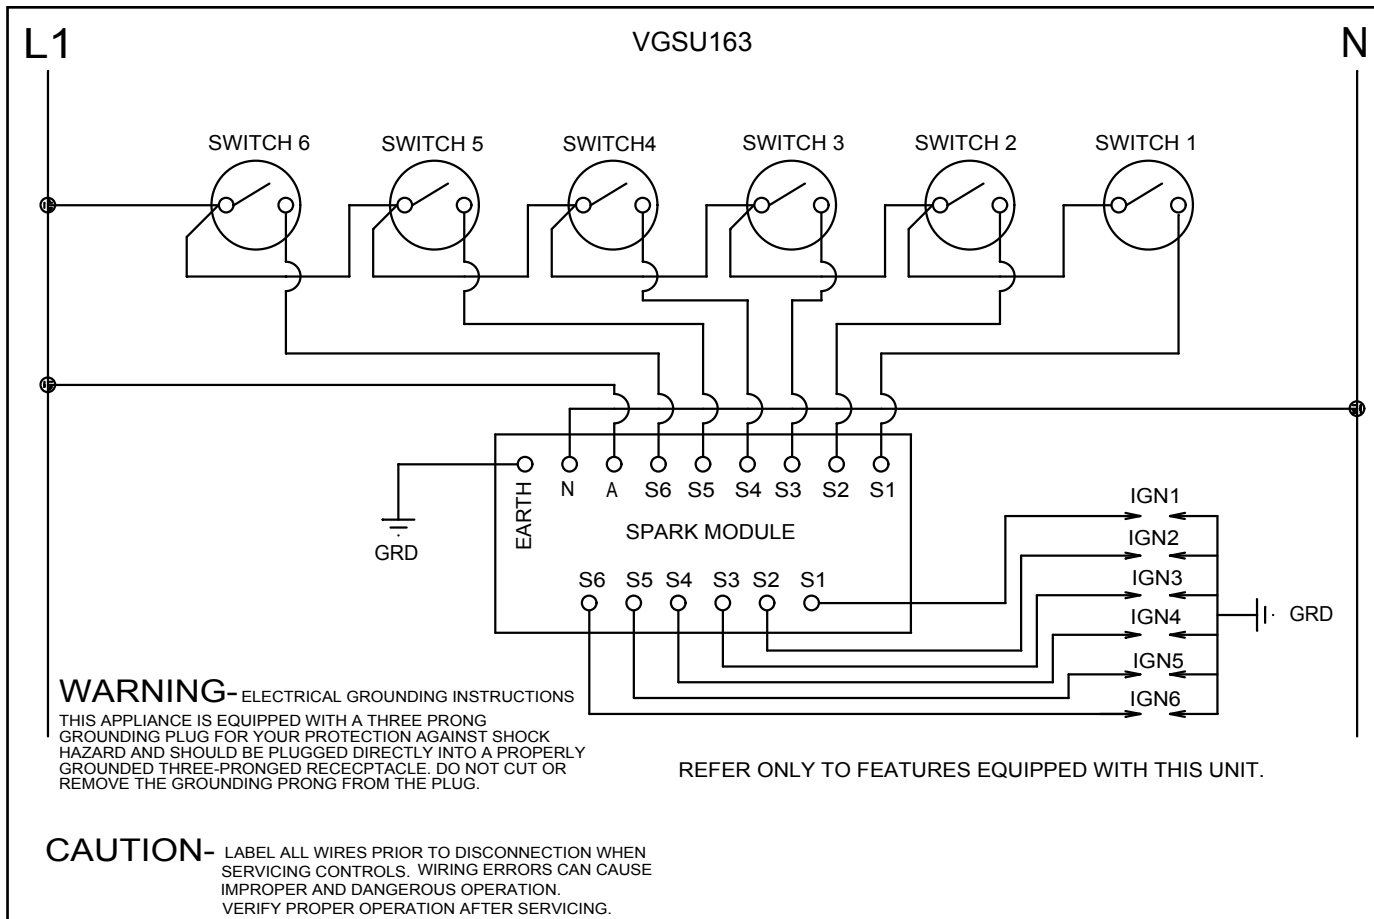 L1
VGSU163
N
SWITCH 6
SWITCH 5
SWITCH4
SWITCH 3
SWITCH 2
SWITCH 1
EARTH
N
A
S6
S5
S4
S3
S2
S1
GRD
SPARK MODULE
S6
S5
S4
S3
S2
S1
IGN1
IGN2
IGN3
IGN4
IGN5
IGN6
GRD
WARNING- ELECTRICAL GROUNDING INSTRUCTIONS
THIS APPLIANCE IS EQUIPPED WITH A THREE PRONG
GROUNDING PLUG FOR YOUR PROTECTION AGAINST SHOCK
HAZARD AND SHOULD BE PLUGGED DIRECTLY INTO A PROPERLY
GROUNDED THREE-PRONGED RECECPTACLE. DO NOT CUT OR
REMOVE THE GROUNDING PRONG FROM THE PLUG.
REFER ONLY TO FEATURES EQUIPPED WITH THIS UNIT.
CAUTION- LABEL ALL WIRES PRIOR TO DISCONNECTION WHEN
SERVICING CONTROLS. WIRING ERRORS CAN CAUSE
IMPROPER AND DANGEROUS OPERATION.
VERIFY PROPER OPERATION AFTER SERVICING.